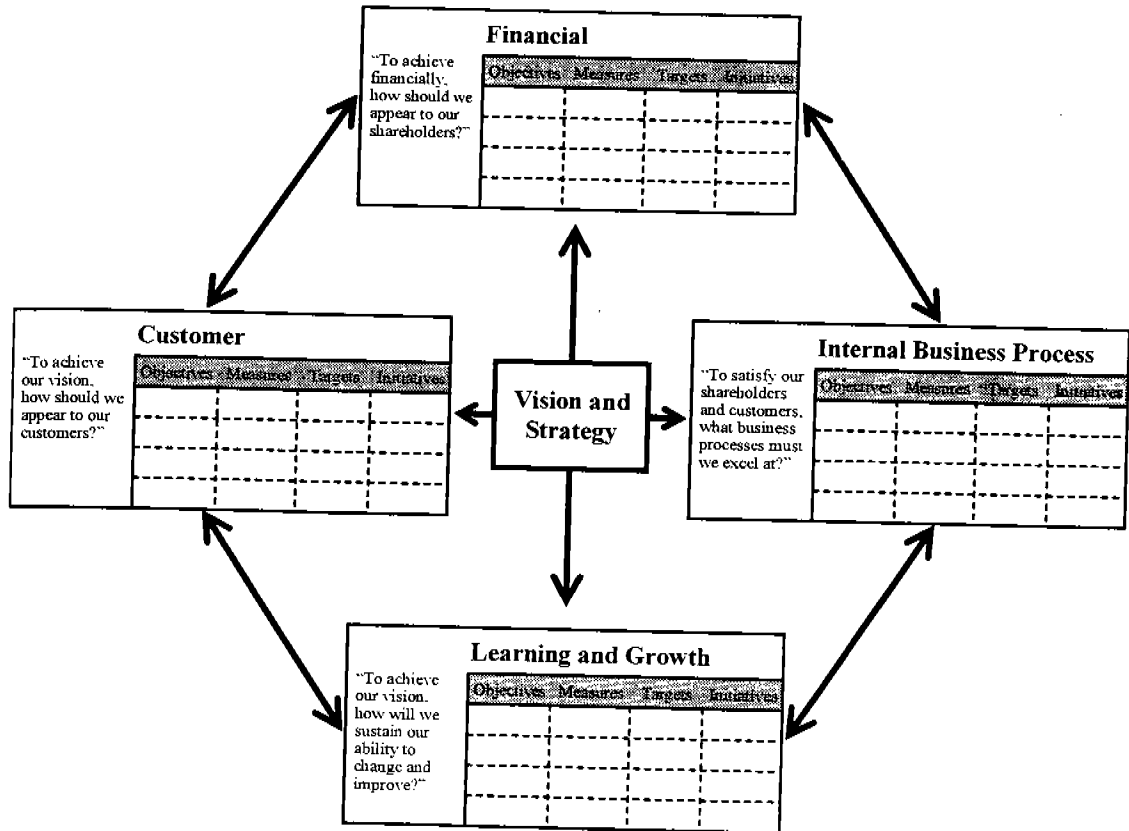 Financial
"To achieve
financially,
how should we
appear to our
shareholders?"
Objectives Measures Targets Initiatives
Customer
"To achieve
our vision,
how should we
appear to our
customers?"
Objectives Measures Targets Initiatives
Vision and
Strategy
Internal Business Process
"To satisfy our
shareholders
and customers,
what business
processes must
we excel at?"
Objectives Measures Targets Initiatives
Learning and Growth
"To achieve
our vision,
how will we
sustain our
ability to
change and
improve?"
Objectives Measures Targets Initiatives